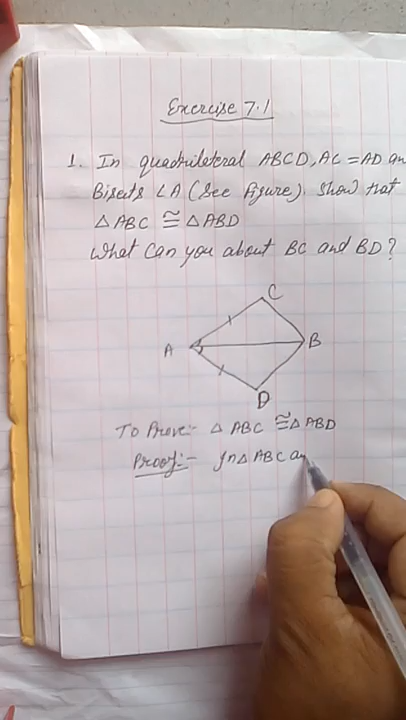 Exercise 7.1
1. In quadrilateral ABCD, AC = AD an
Bisects ∠A (See figure). Show that
△ ABC ≅ △ ABD
What can you about BC and BD?
C
A
B
D
To Prove:- △ ABC ≅ △ ABD
Proof:- In △ ABC an